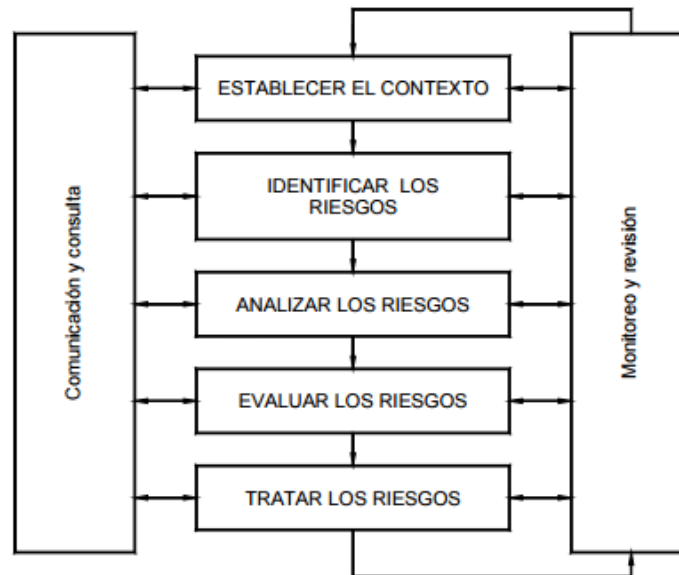 Comunicación y consulta
ESTABLECER EL CONTEXTO
IDENTIFICAR LOS
RIESGOS
ANALIZAR LOS RIESGOS
EVALUAR LOS RIESGOS
TRATAR LOS RIESGOS
Monitoreo y revisión